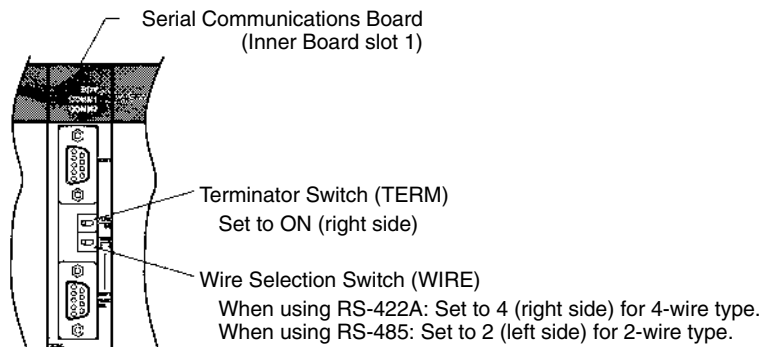 Serial Communications Board
(Inner Board slot 1)
Terminator Switch (TERM)
Set to ON (right side)
Wire Selection Switch (WIRE)
When using RS-422A: Set to 4 (right side) for 4-wire type.
When using RS-485: Set to 2 (left side) for 2-wire type.